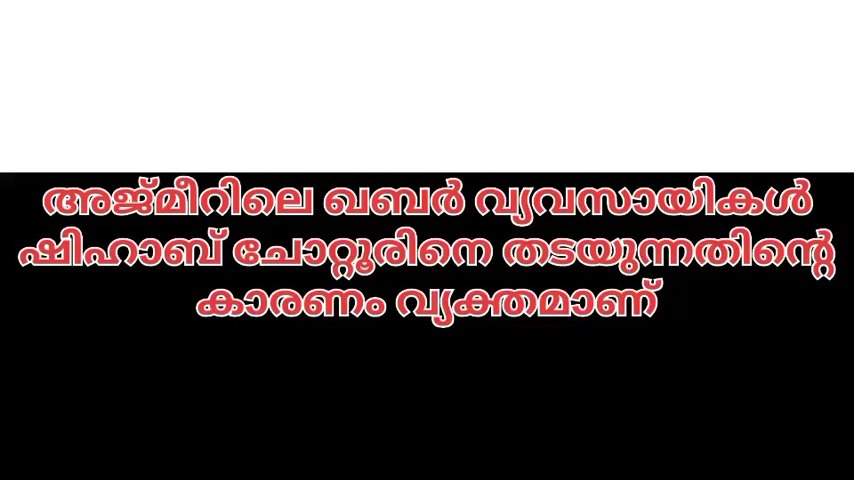 അജ്മീറിലെ ഖബർ വ്യവസായികൾ
ഷിഹാബ് ചോറ്റൂരിനെ തടയുന്നതിന്റെ
കാരണം വ്യക്തമാണ്